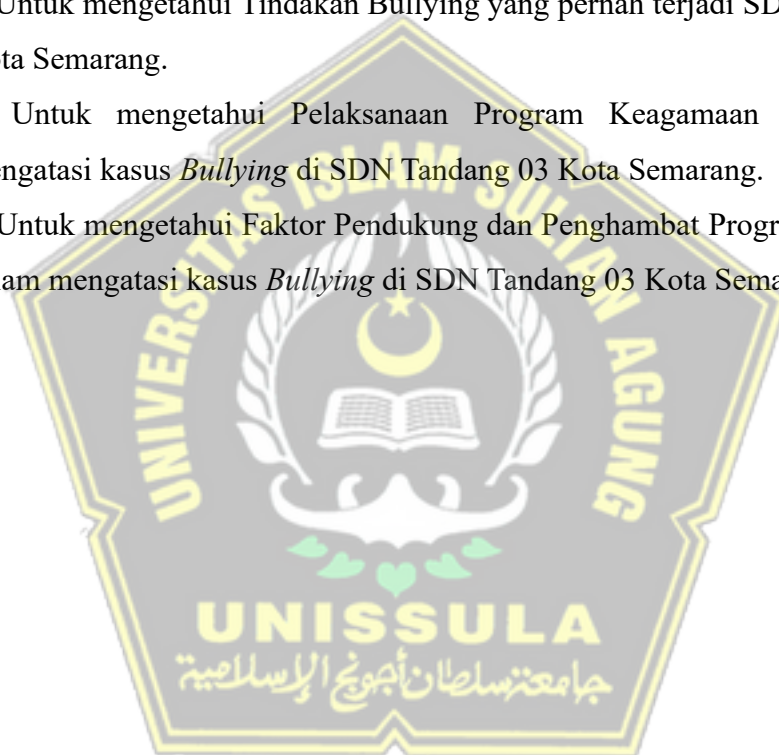 Untuk mengetahui Tindakan Bullying yang pernah terjadi SD
ta Semarang.
Untuk mengetahui Pelaksanaan Program Keagamaan
engatasi kasus Bullying di SDN Tandang 03 Kota Semarang.
Untuk mengetahui Faktor Pendukung dan Penghambat Progr
lam mengatasi kasus Bullying di SDN Tandang 03 Kota Sema
UNIVERSITAS ISLAM SULTAN AGUNG
UNISSULA
جامعة سلطان أجونج الإسلامية